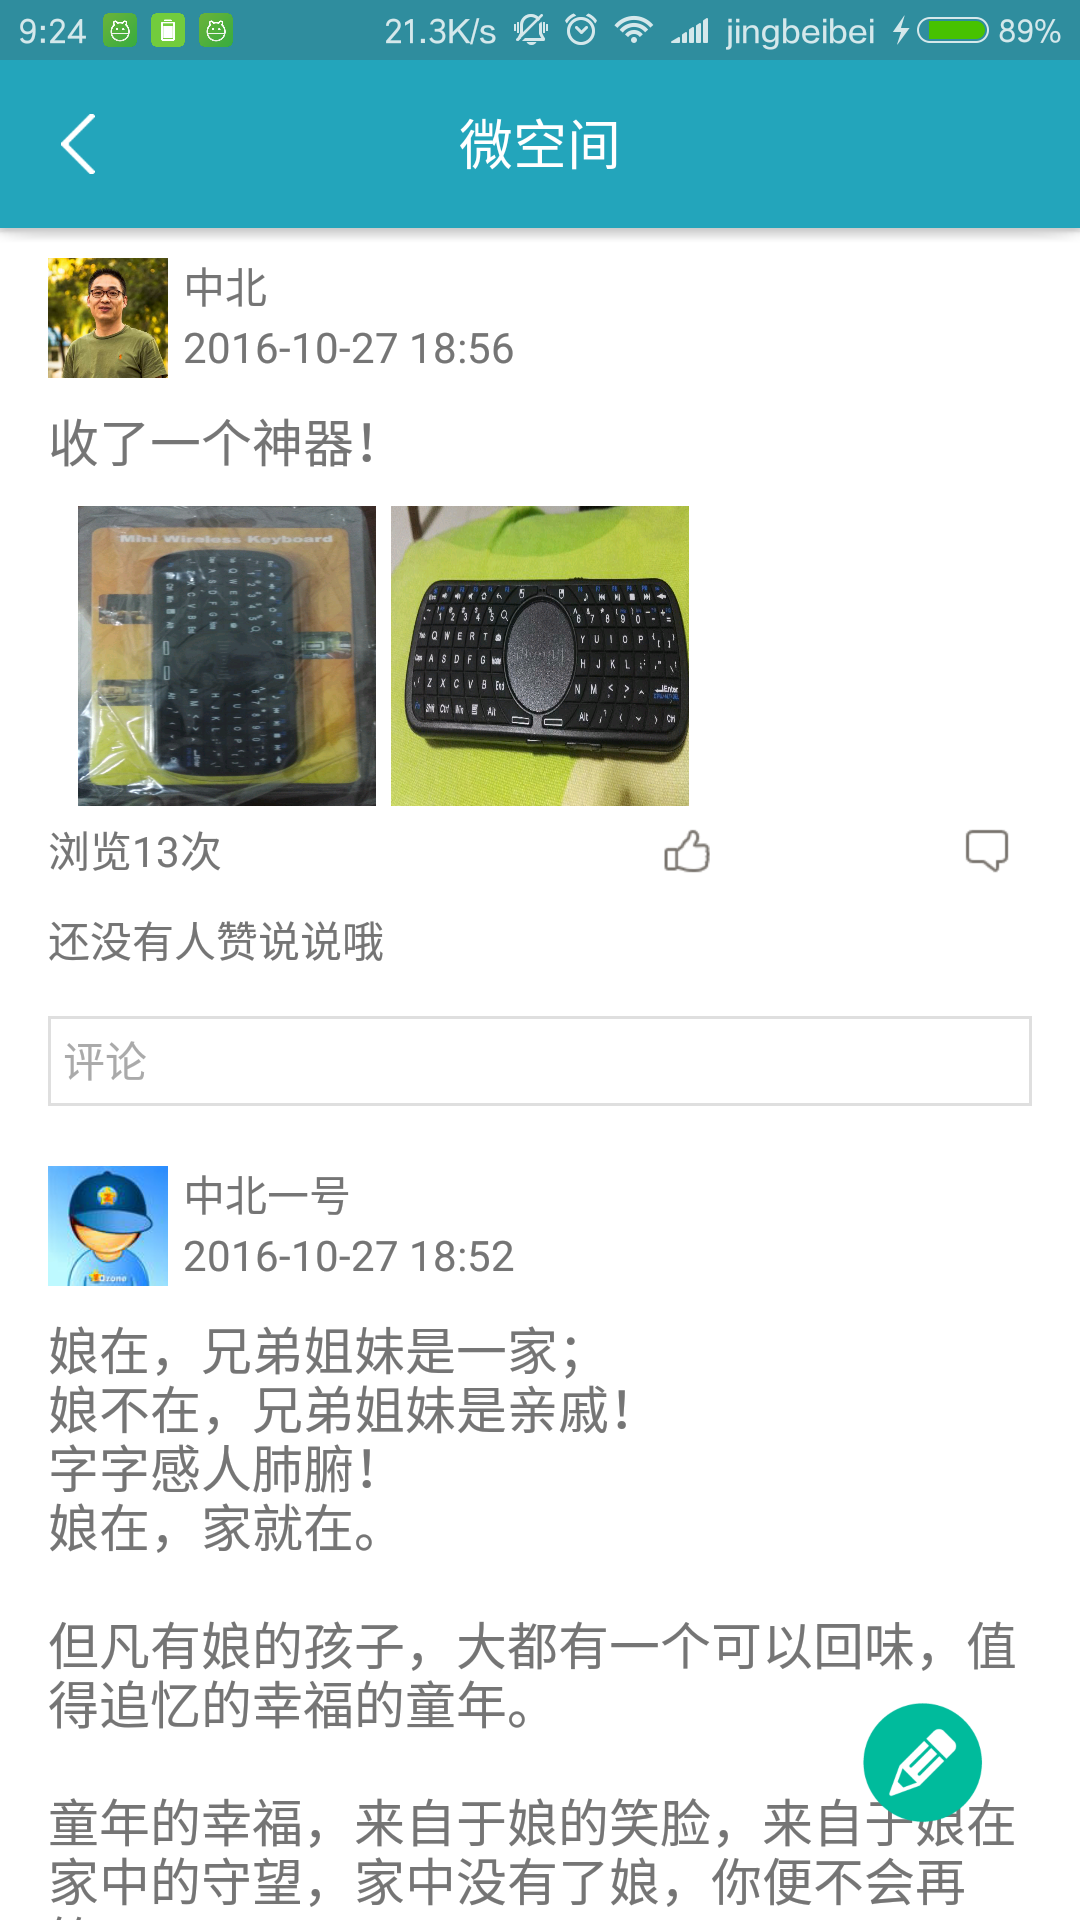 9:24 21.3K/s jingbeibei 89%
微空间
中北
2016-10-27 18:56
收了一个神器！
Mini Wireless Keyboard
浏览13次
还没有人赞说说哦
评论
中北一号
2016-10-27 18:52
娘在，兄弟姐妹是一家；
娘不在，兄弟姐妹是亲戚！
字字感人肺腑！
娘在，家就在。
但凡有娘的孩子，大都有一个可以回味，值
得追忆的幸福的童年。
童年的幸福，来自于娘的笑脸，来自于娘在
家中的守望，家中没有了娘，你便不会再